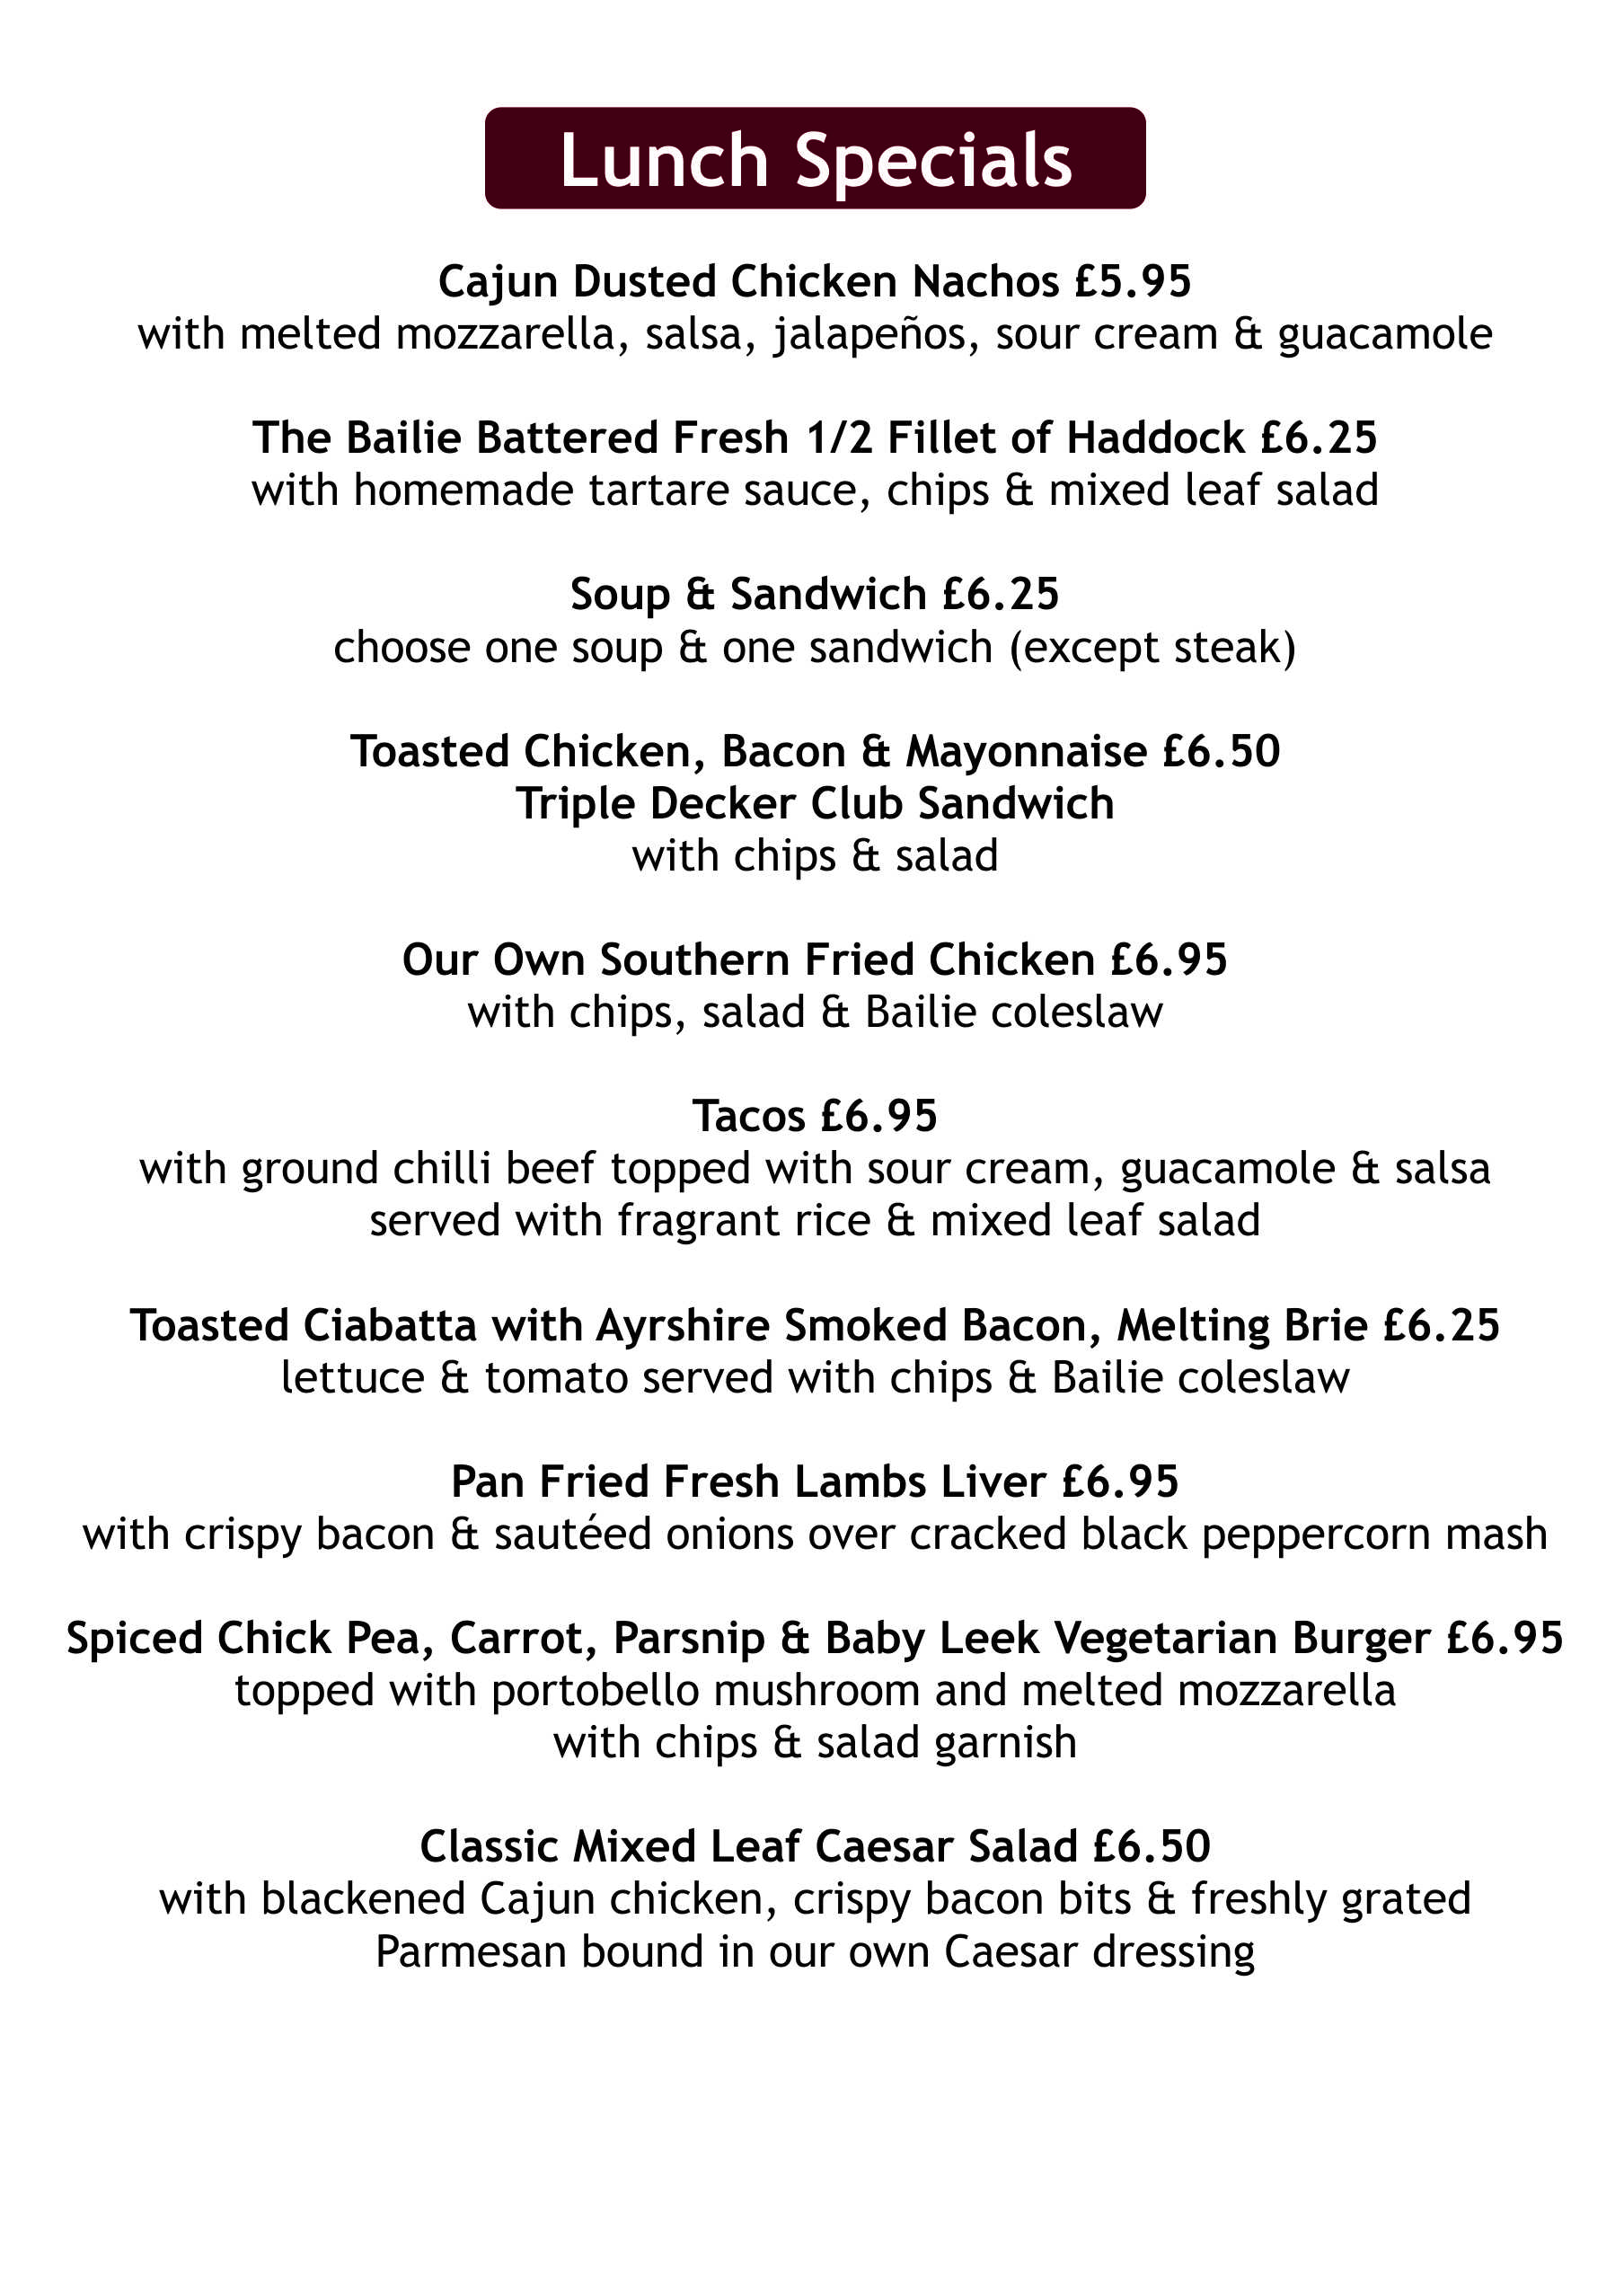 Lunch Specials
Cajun Dusted Chicken Nachos £5.95
with melted mozzarella, salsa, jalapeños, sour cream & guacamole
The Bailie Battered Fresh 1/2 Fillet of Haddock £6.25
with homemade tartare sauce, chips & mixed leaf salad
Soup & Sandwich £6.25
choose one soup & one sandwich (except steak)
Toasted Chicken, Bacon & Mayonnaise £6.50
Triple Decker Club Sandwich
with chips & salad
Our Own Southern Fried Chicken £6.95
with chips, salad & Bailie coleslaw
Tacos £6.95
with ground chilli beef topped with sour cream, guacamole & salsa
served with fragrant rice & mixed leaf salad
Toasted Ciabatta with Ayrshire Smoked Bacon, Melting Brie £6.25
lettuce & tomato served with chips & Bailie coleslaw
Pan Fried Fresh Lambs Liver £6.95
with crispy bacon & sautéed onions over cracked black peppercorn mash
Spiced Chick Pea, Carrot, Parsnip & Baby Leek Vegetarian Burger £6.95
topped with portobello mushroom and melted mozzarella
with chips & salad garnish
Classic Mixed Leaf Caesar Salad £6.50
with blackened Cajun chicken, crispy bacon bits & freshly grated
Parmesan bound in our own Caesar dressing